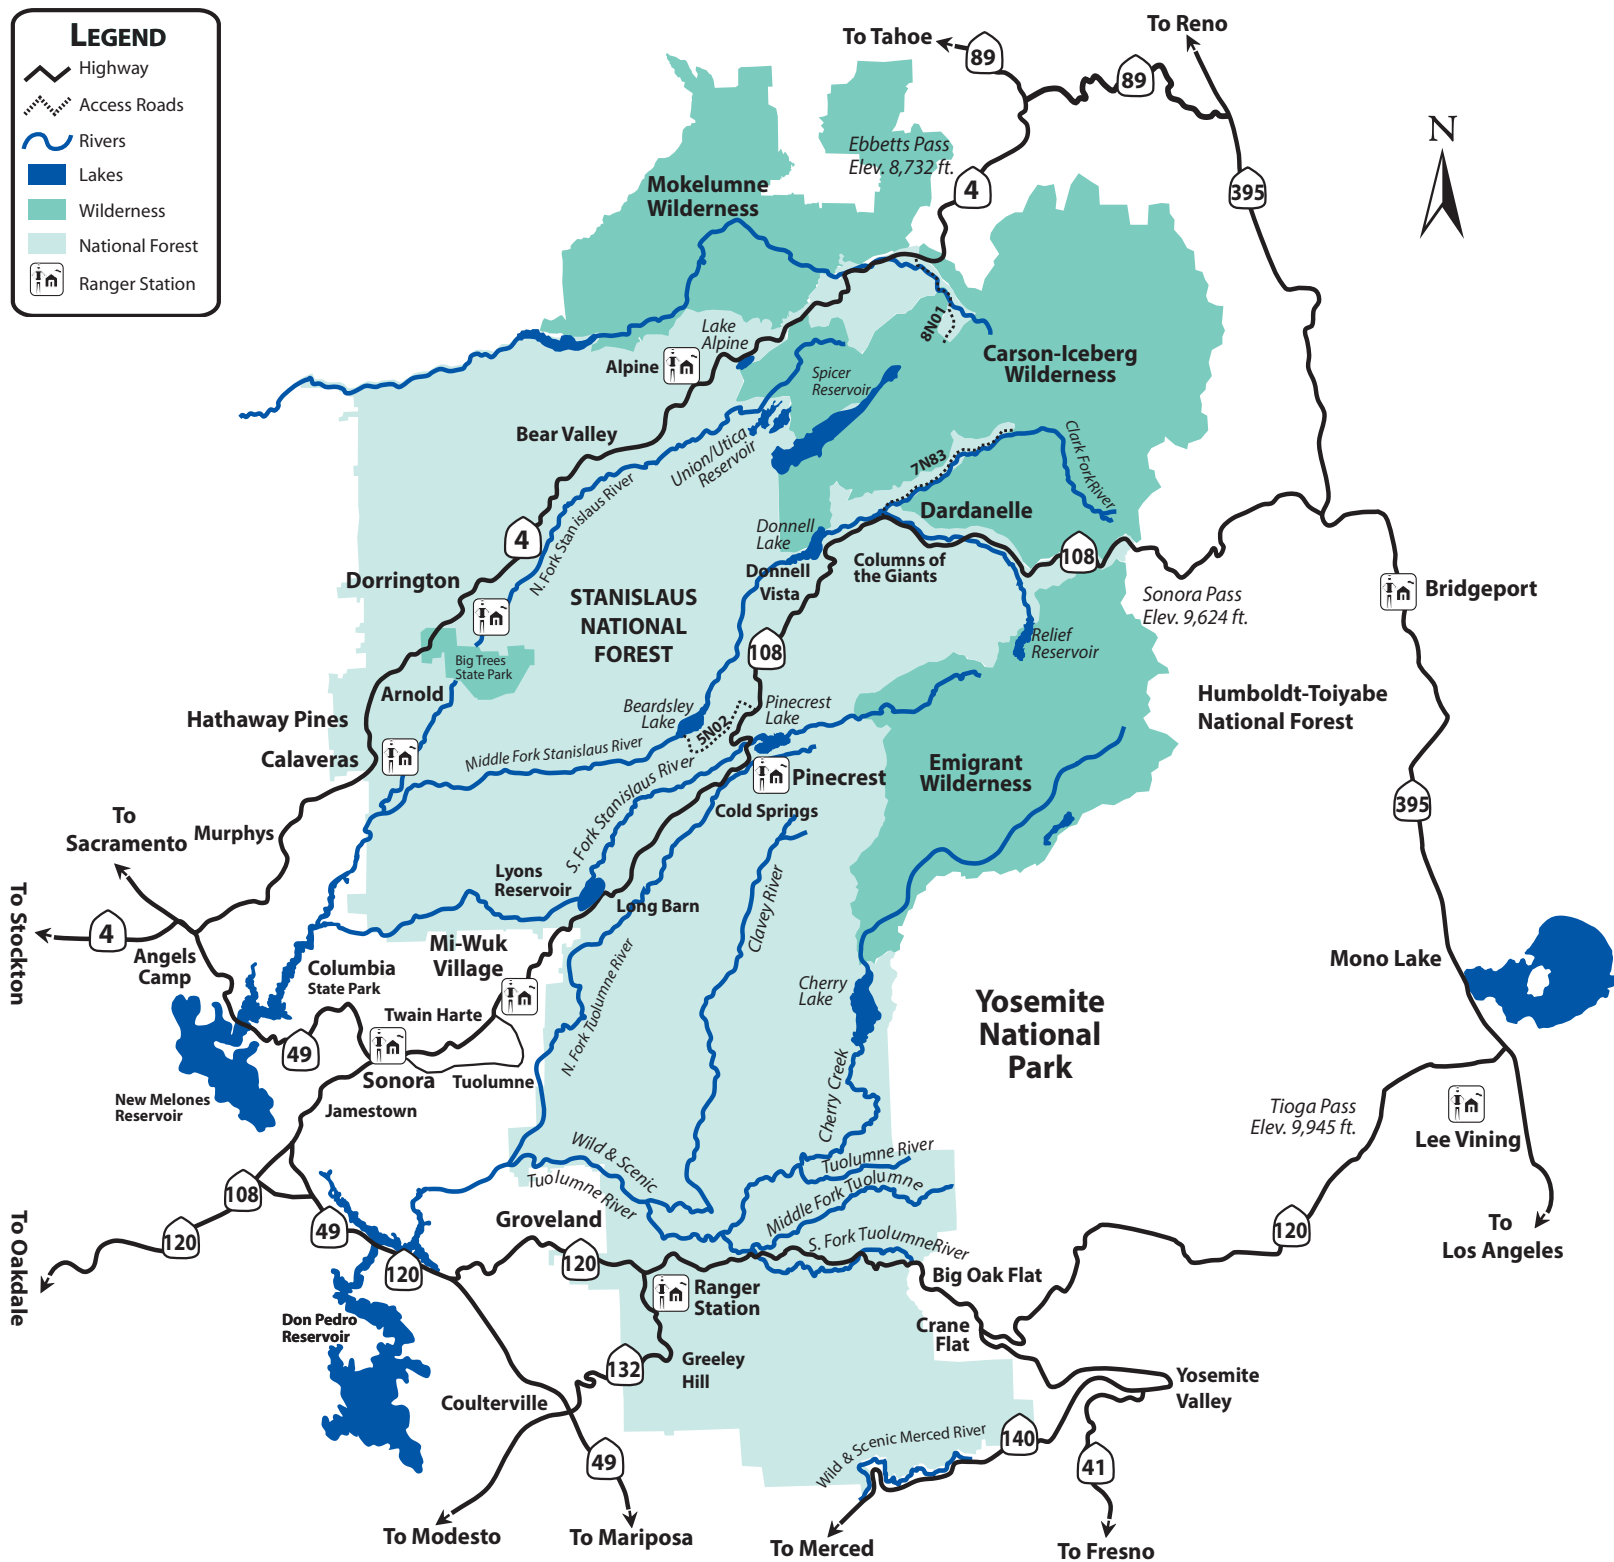 LEGEND
Highway
Access Roads
Rivers
Lakes
Wilderness
National Forest
Ranger Station
To Tahoe
89
To Reno
89
N
Ebbetts Pass
Elev. 8,732 ft.
4
395
Mokelumne
Wilderness
8N01
Lake
Alpine
Alpine
Carson-Iceberg
Wilderness
Spicer
Reservoir
Bear Valley
Union/Utica
Reservoir
7N83
Clark Fork River
N. Fork Stanislaus River
4
Donnell
Lake
Dardanelle
Donnell
Vista
Columns of
the Giants
108
Sonora Pass
Elev. 9,624 ft.
Bridgeport
Dorrington
STANISLAUS
NATIONAL
FOREST
108
Relief
Reservoir
Big Trees
State Park
Arnold
Hathaway Pines
Calaveras
Beardsley
Lake
5N02
Pinecrest
Lake
Middle Fork Stanislaus River
Humboldt-Toiyabe
National Forest
Emigrant
Wilderness
Pinecrest
Cold Springs
S. Fork Stanislaus River
395
To
Sacramento
Murphys
Lyons
Reservoir
Long Barn
Clavey River
To Stockton
4
Angels
Camp
Mi-Wuk
Village
Columbia
State Park
Twain Harte
N. Fork Tuolumne River
Cherry
Lake
Yosemite
National
Park
Mono Lake
49
Sonora
Tuolumne
Jamestown
New Melones
Reservoir
Cherry Creek
Tioga Pass
Elev. 9,945 ft.
Lee Vining
Wild & Scenic
Tuolumne River
Tuolumne River
Middle Fork Tuolumne
S. Fork Tuolumne River
108
49
120
To Oakdale
120
Groveland
120
Ranger
Station
Big Oak Flat
120
To
Los Angeles
Don Pedro
Reservoir
Crane
Flat
Greeley
Hill
132
Coulterville
Yosemite
Valley
Wild & Scenic Merced River
140
41
49
To Modesto
To Mariposa
To Merced
To Fresno